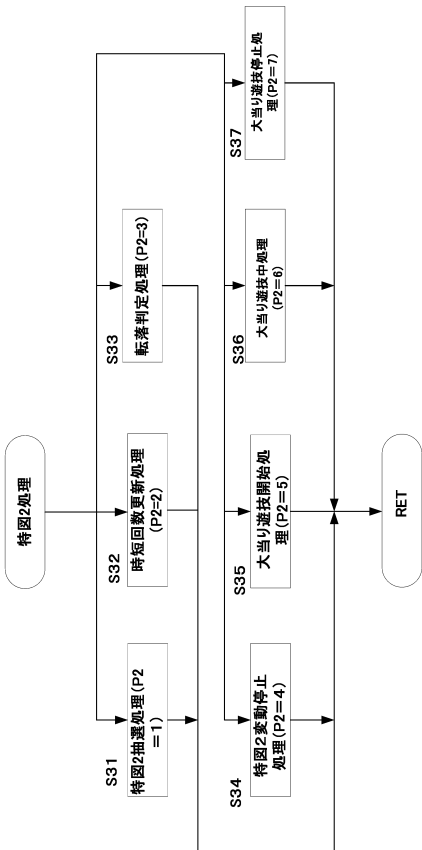 特図2処理
S31
特図2抽選処理(P2
=1)
S32
時短回数更新処理
(P2=2)
S33
転落判定処理(P2=3)
S34
特図2変動停止
処理(P2=4)
S35
大当り遊技開始処
理(P2=5)
S36
大当り遊技中処理
(P2=6)
S37
大当り遊技停止処
理(P2=7)
RET